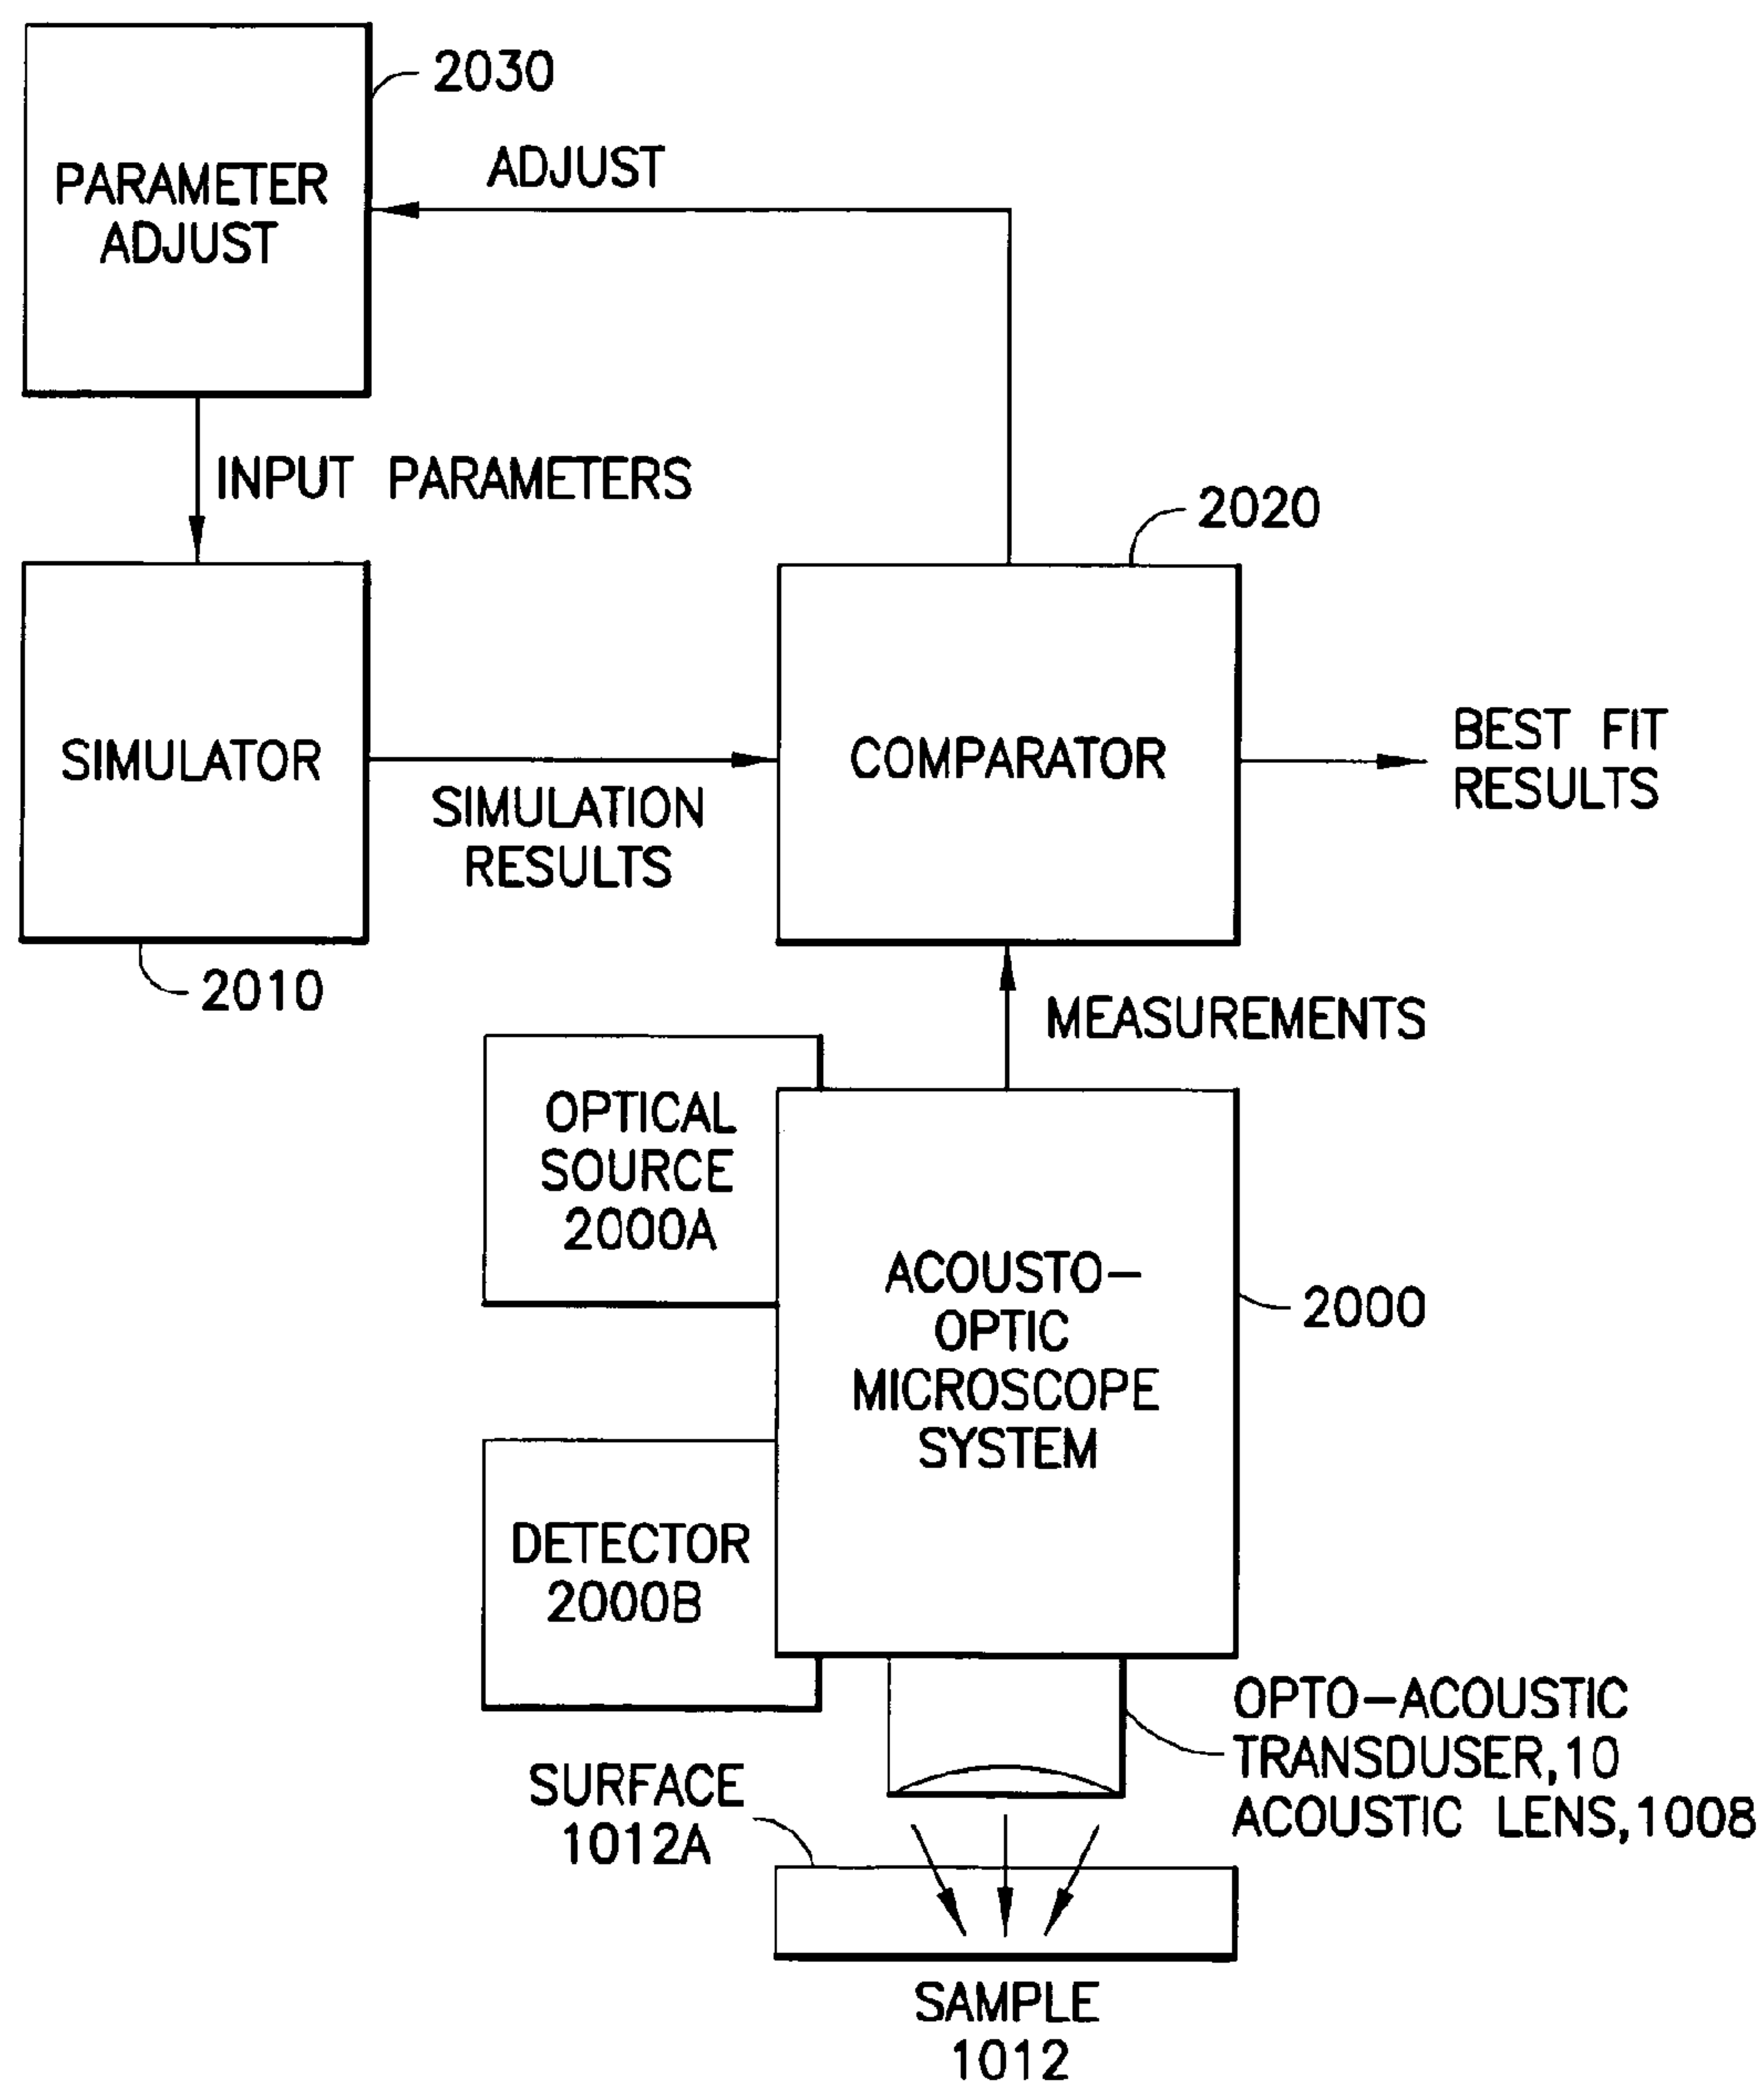 2030
ADJUST
PARAMETER
ADJUST
INPUT PARAMETERS
2020
SIMULATOR
COMPARATOR
BEST FIT
RESULTS
SIMULATION
RESULTS
2010
MEASUREMENTS
OPTICAL
SOURCE
2000A
ACOUSTO-
OPTIC
MICROSCOPE
SYSTEM
2000
DETECTOR
2000B
OPTO-ACOUSTIC
TRANSDUSER,10
ACOUSTIC LENS,1008
SURFACE
1012A
SAMPLE
1012